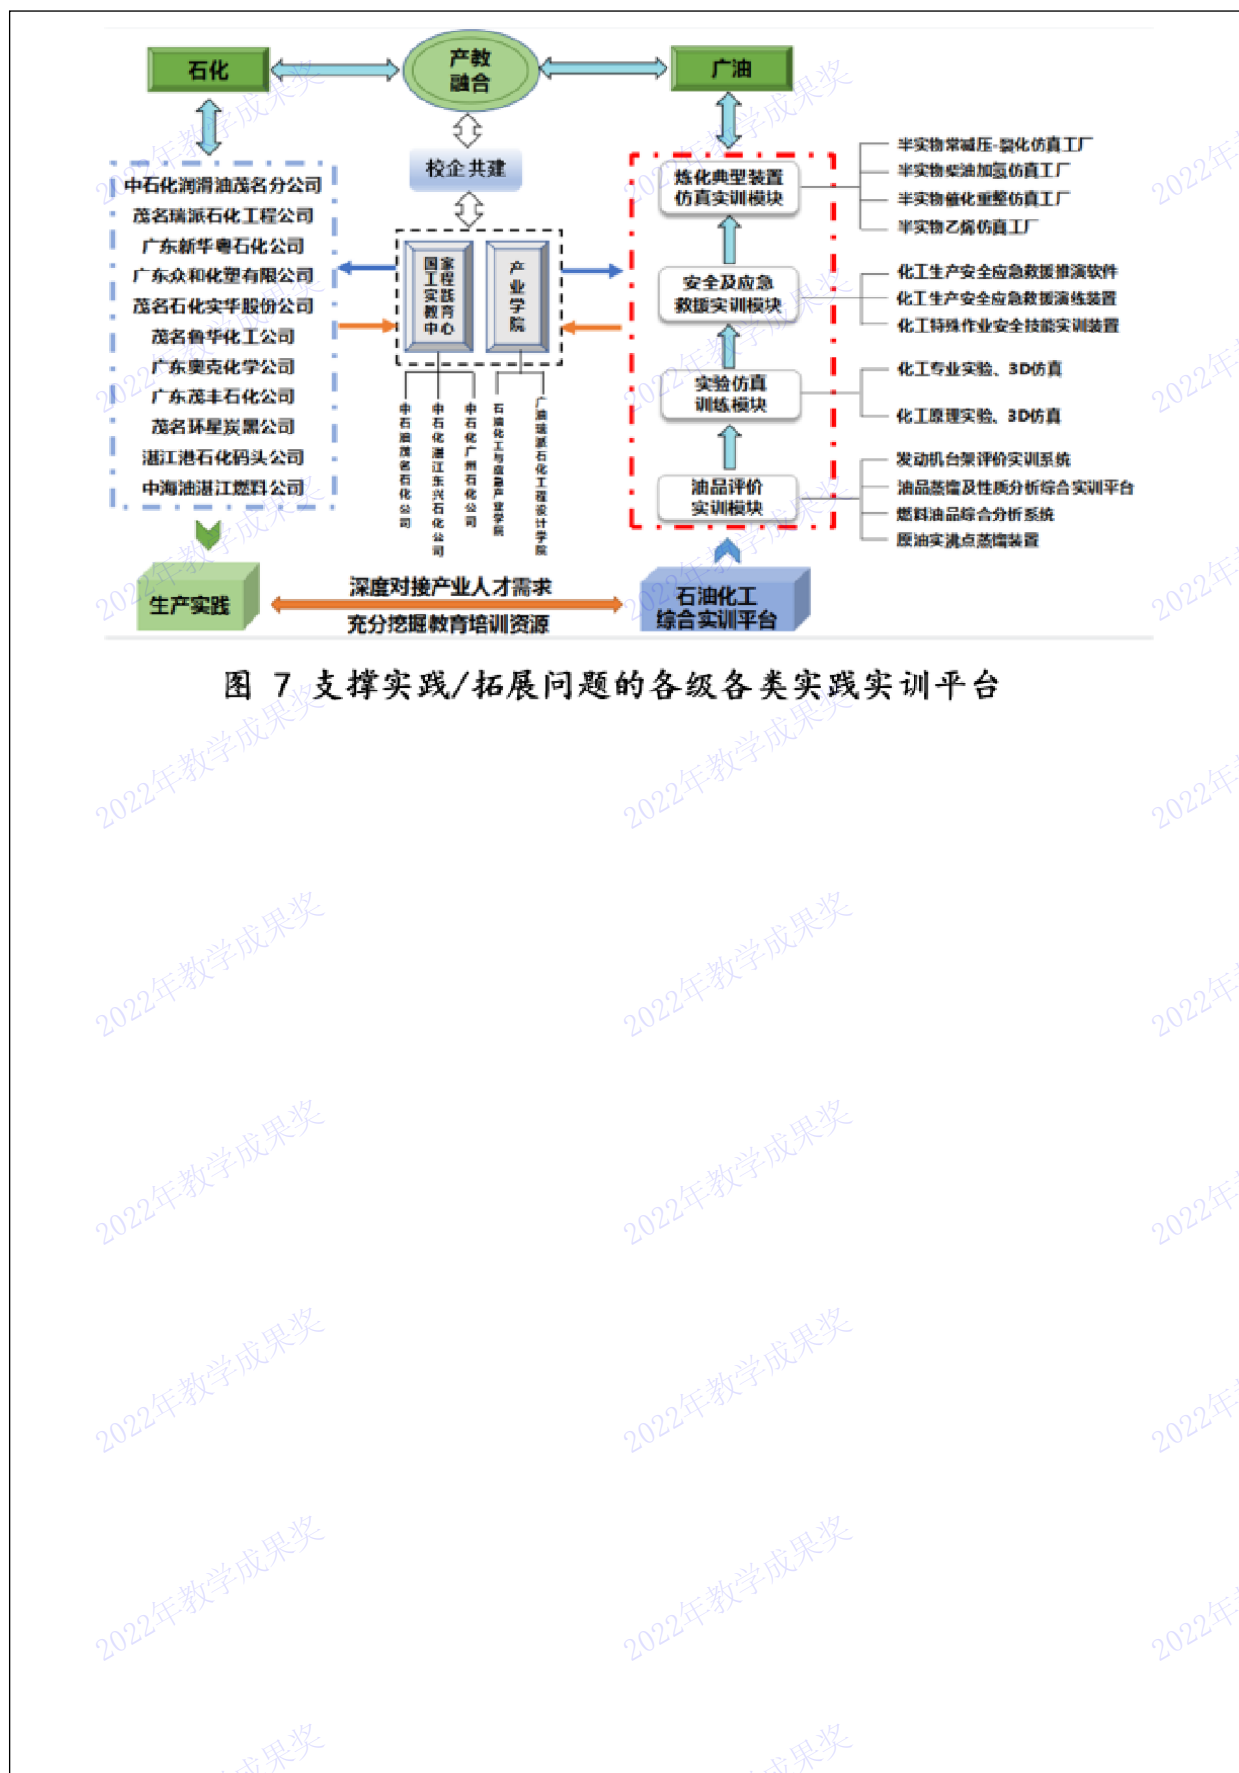 石化
产教
融合
广油
校企共建
中石化润滑油茂名分公司
茂名瑞派石化工程公司
广东新华粤石化公司
广东众和化塑有限公司
茂名石化实华股份公司
茂名鲁华化工公司
广东奥克化学公司
广东茂丰石化公司
茂名环星炭黑公司
湛江港石化码头公司
中海油湛江燃料公司
生产实践
国家
工程
实践
教育
中心
产业学院
中石油茂名石化公司
中石化湛江东兴石化公司
中石化广州石化公司
石油化工与应急产业学院
广油瑞派石化工程设计学院
深度对接产业人才需求
充分挖掘教育培训资源
炼化典型装置
仿真实训模块
安全及应急
救援实训模块
实验仿真
训练模块
油品评价
实训模块
石油化工
综合实训平台
半实物常减压-裂化仿真工厂
半实物柴油加氢仿真工厂
半实物催化重整仿真工厂
半实物乙烯仿真工厂
化工生产安全应急救援推演软件
化工生产安全应急救援演练装置
化工特殊作业安全技能实训装置
化工专业实验、3D仿真
化工原理实验、3D仿真
发动机台架评价实训系统
油品蒸馏及性质分析综合实训平台
燃料油品综合分析系统
原油实沸点蒸馏装置
图 7 支撑实践/拓展问题的各级各类实践实训平台
2022年教学成果奖